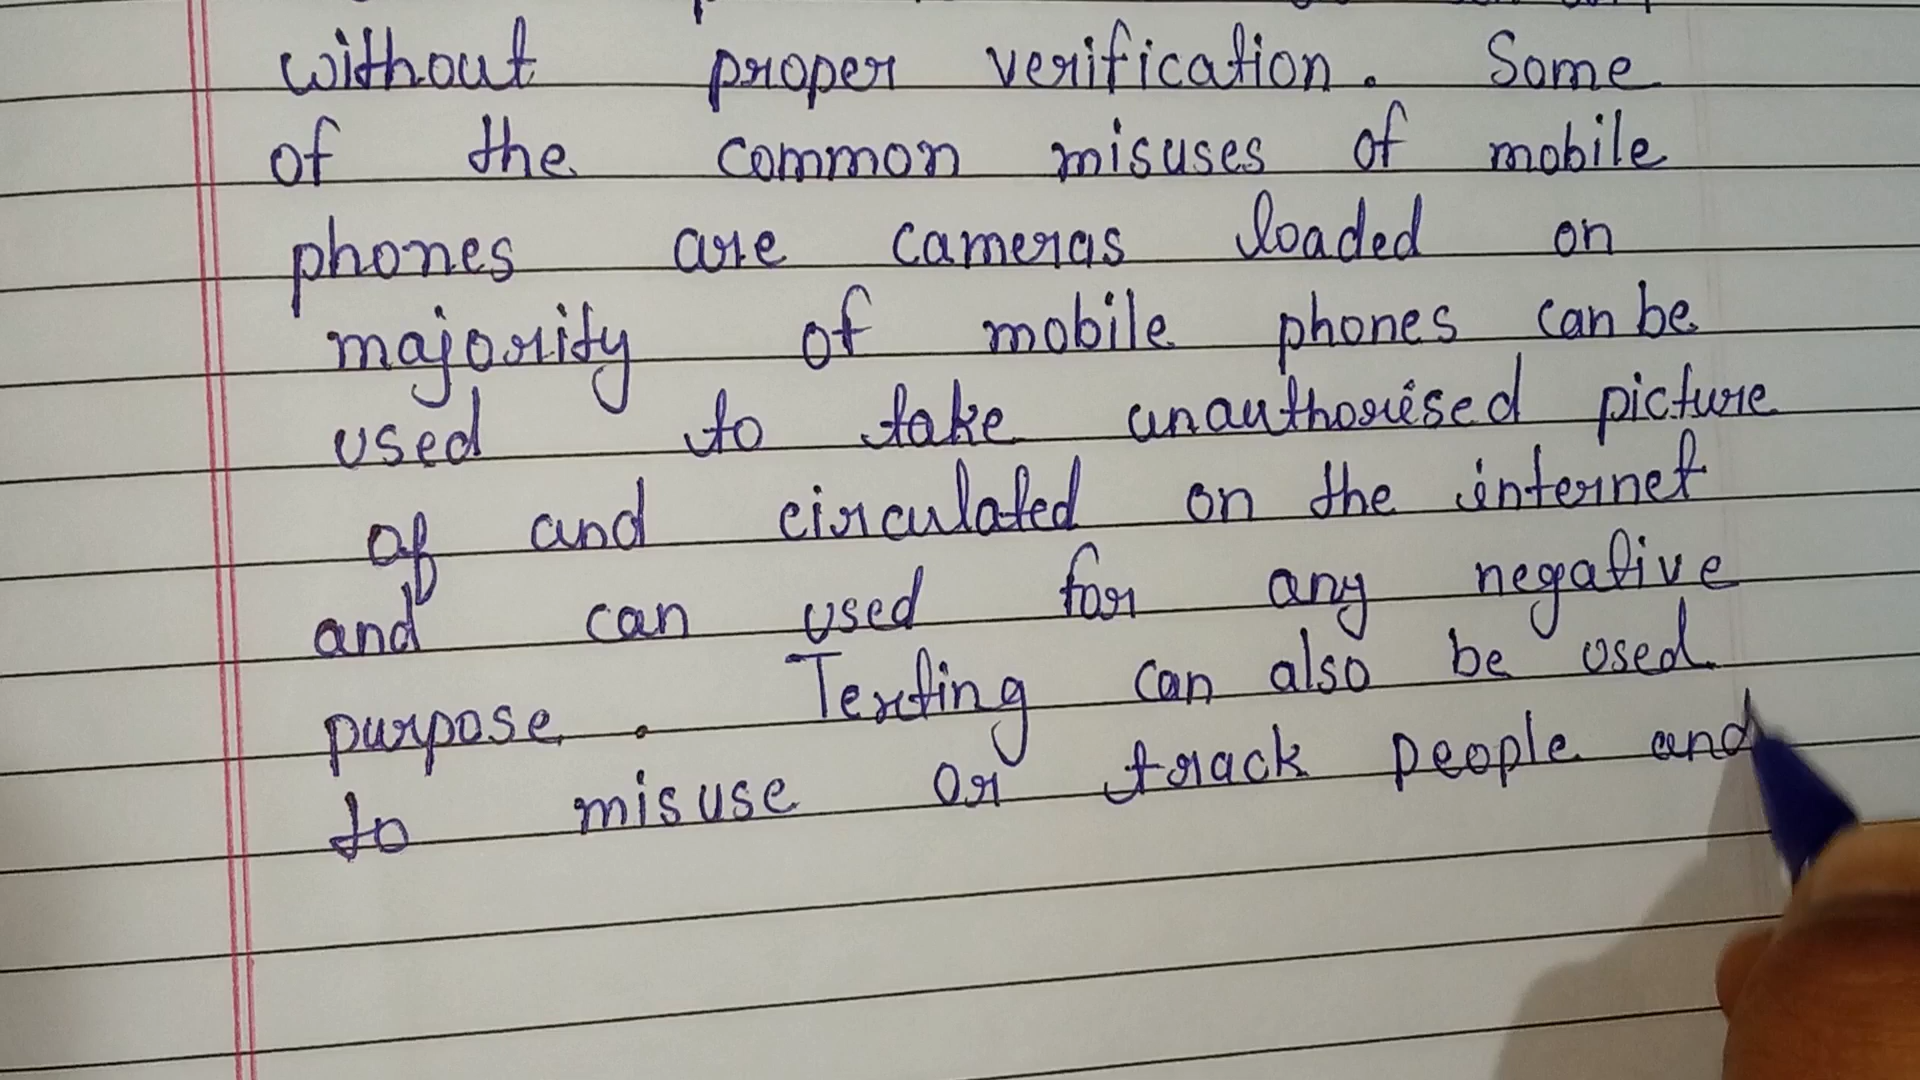 without proper verification. Some
of the common misuses of mobile
phones are cameras loaded on
majority of mobile phones can be
used to take unauthorised picture
of and circulated on the internet
and can used for any negative
purpose. Texting can also be used
to misuse or track people and